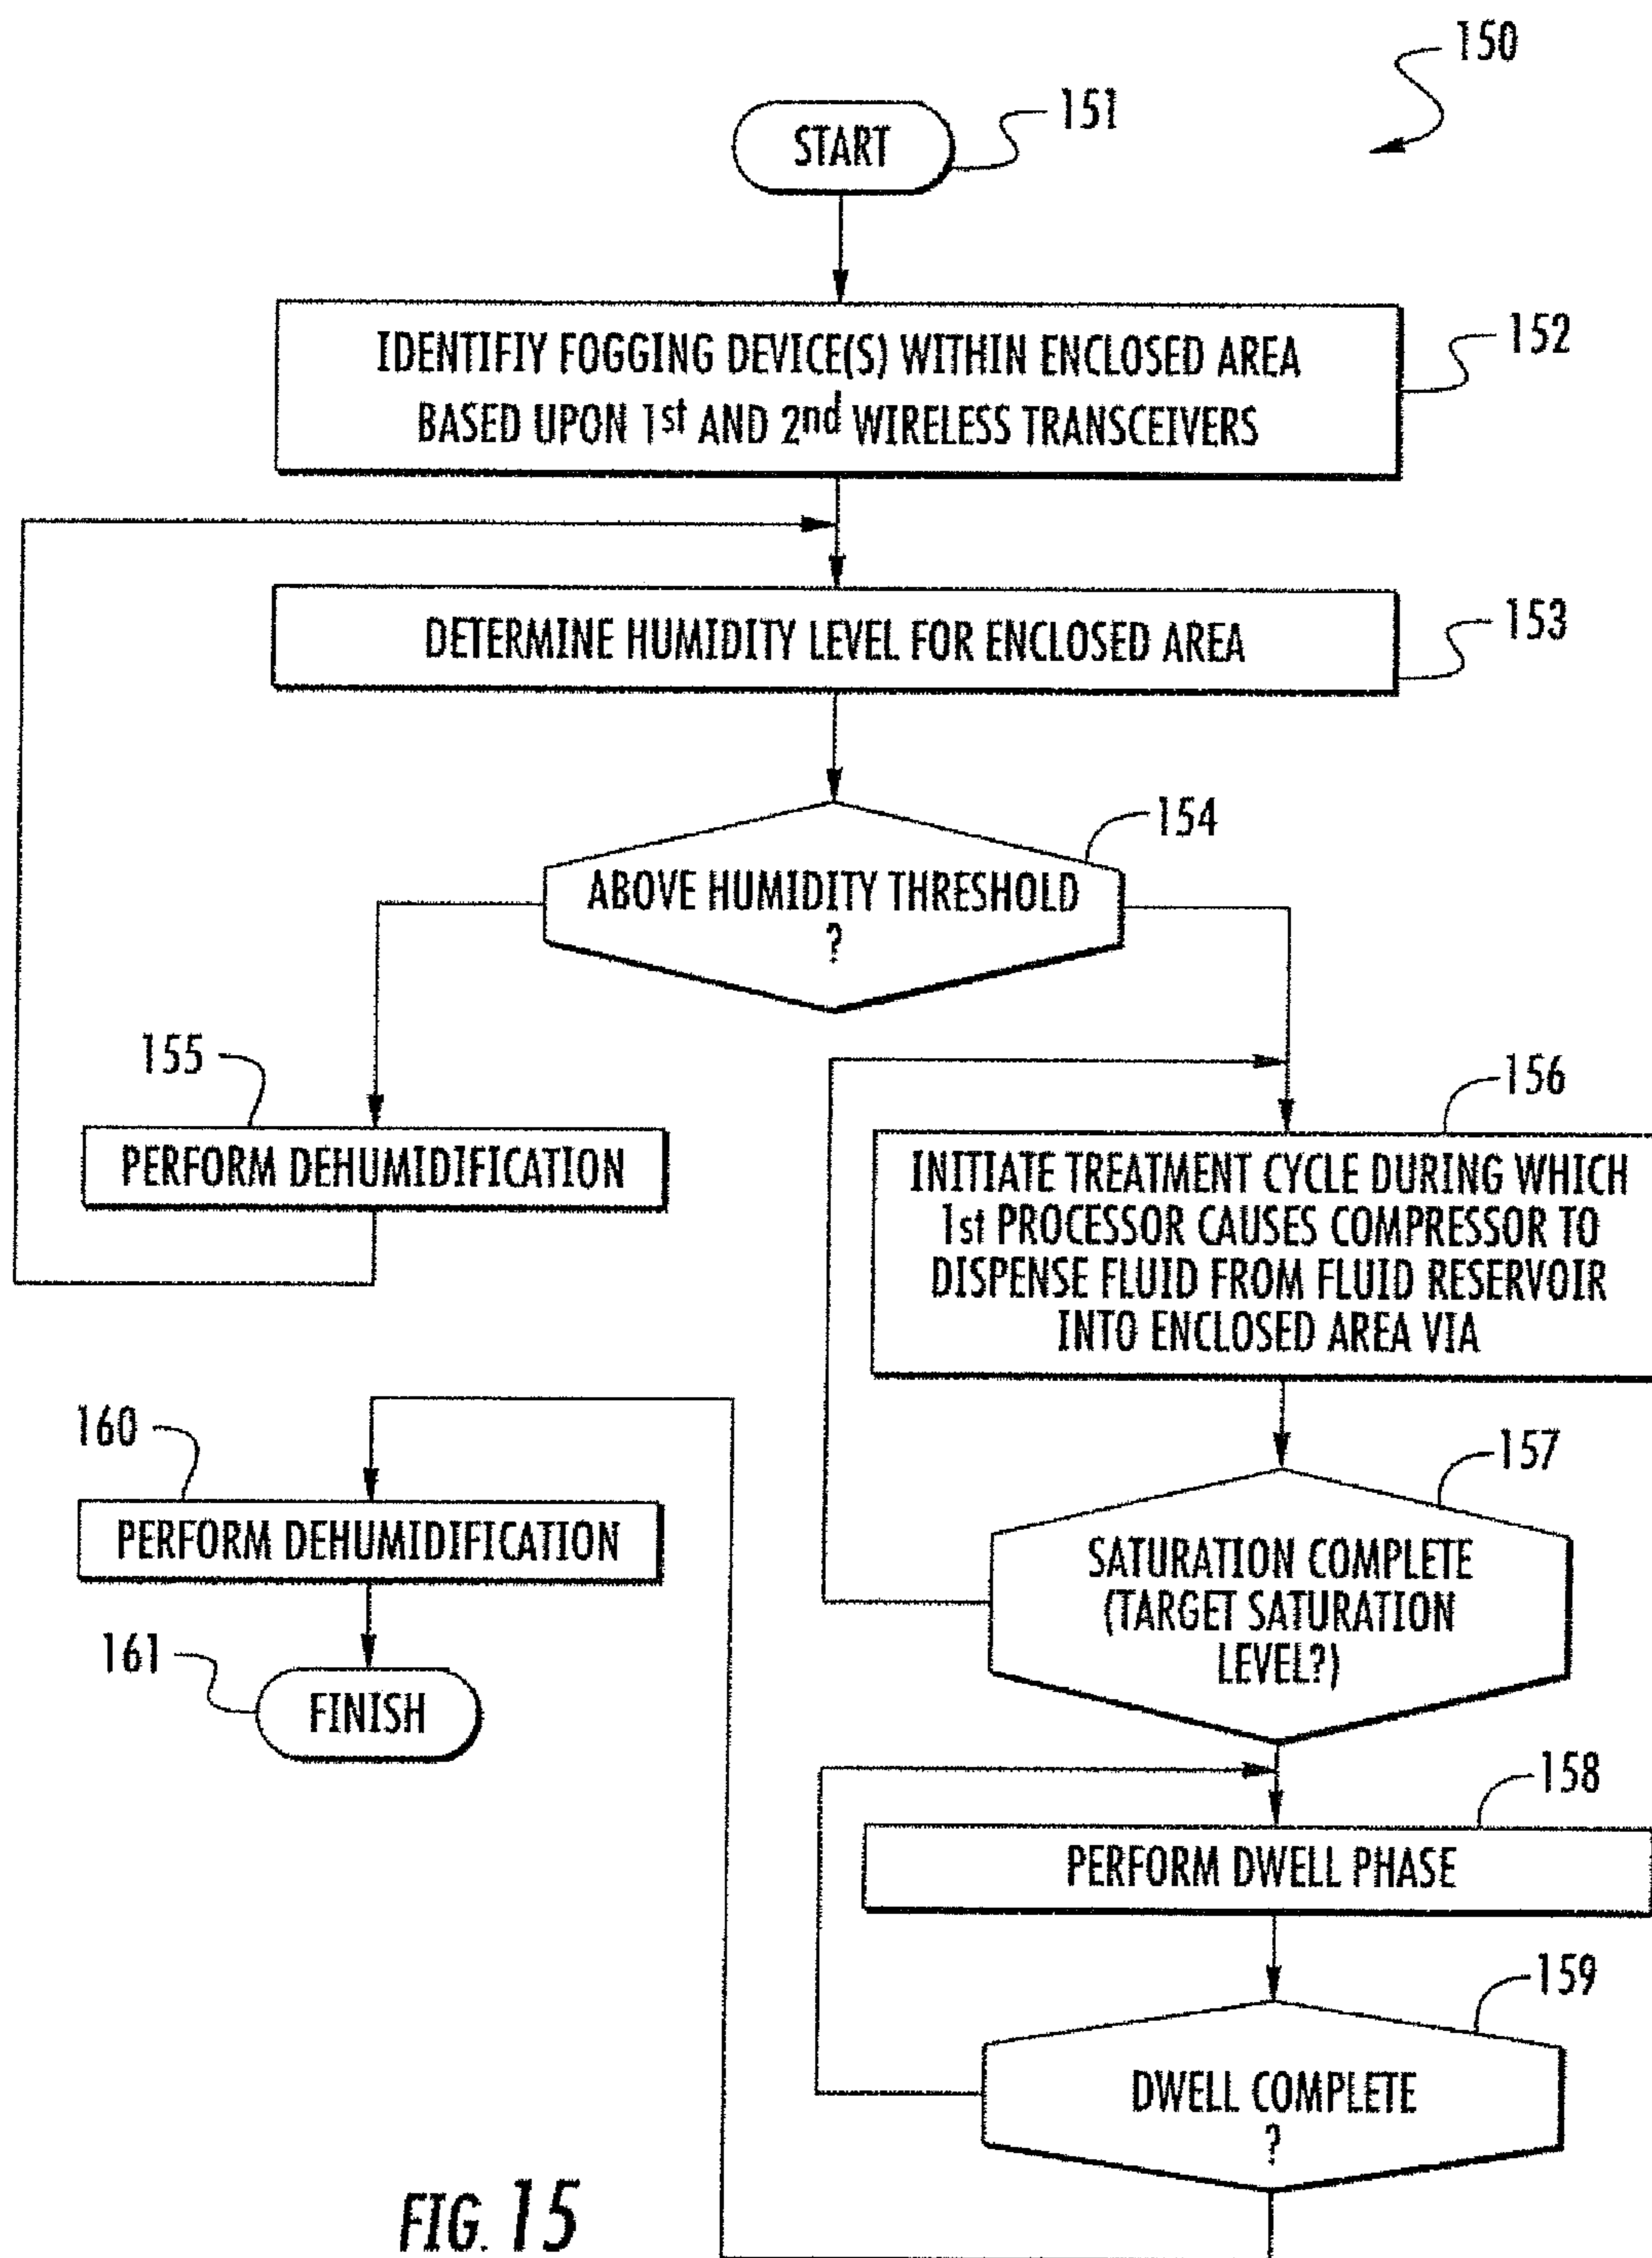 150
START
151
IDENTIFIY FOGGING DEVICE(S) WITHIN ENCLOSED AREA
BASED UPON 1st AND 2nd WIRELESS TRANSCEIVERS
152
DETERMINE HUMIDITY LEVEL FOR ENCLOSED AREA
153
154
ABOVE HUMIDITY THRESHOLD
?
155
PERFORM DEHUMIDIFICATION
156
INITIATE TREATMENT CYCLE DURING WHICH
1st PROCESSOR CAUSES COMPRESSOR TO
DISPENSE FLUID FROM FLUID RESERVOIR
INTO ENCLOSED AREA VIA
157
SATURATION COMPLETE
(TARGET SATURATION
LEVEL?)
158
PERFORM DWELL PHASE
159
DWELL COMPLETE
?
160
PERFORM DEHUMIDIFICATION
161
FINISH
FIG. 15